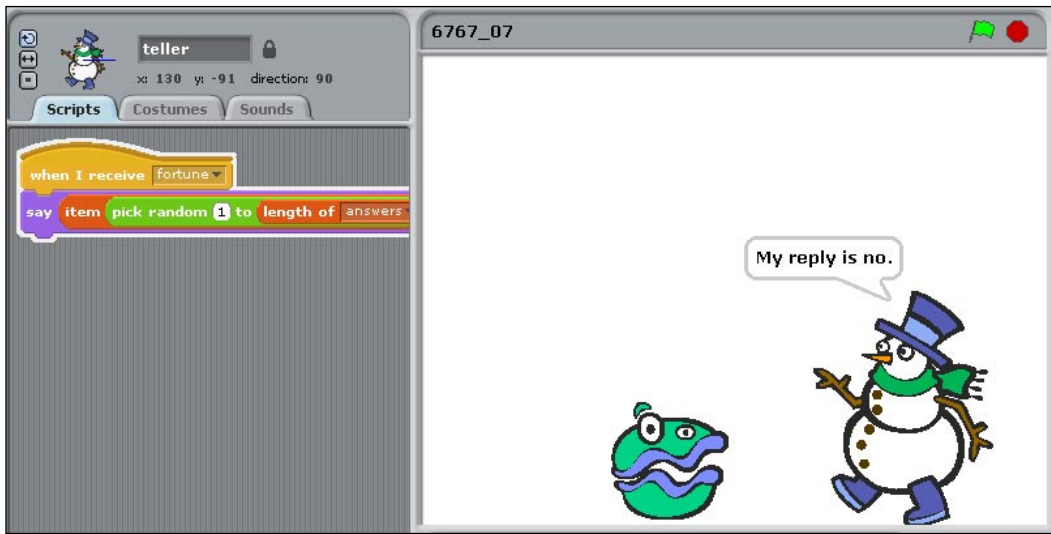 teller
x: 130 y: -91 direction: 90
Scripts Costumes Sounds
when I receive fortune
say item pick random 1 to length of answers
6767_07
My reply is no.